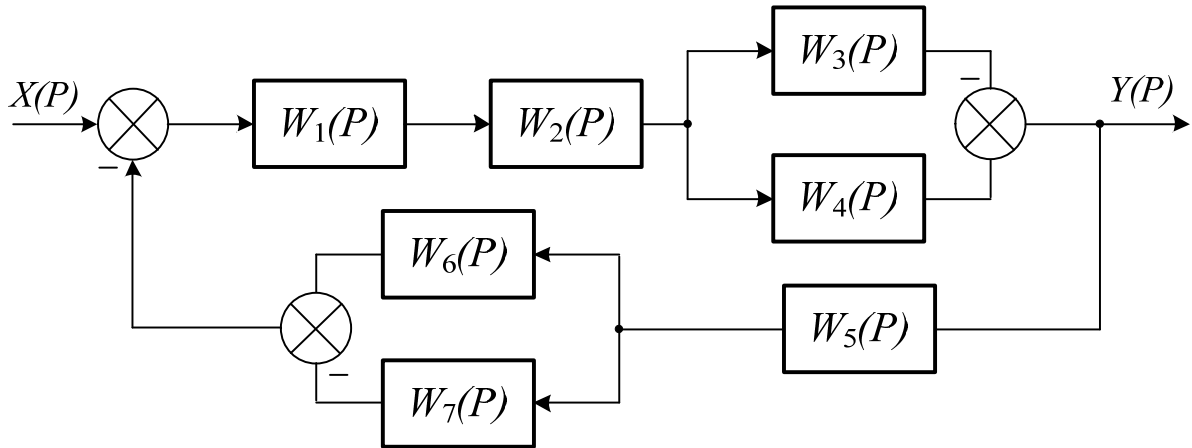 X(P)
W1(P)
W2(P)
W3(P)
–
Y(P)
W4(P)
–
W6(P)
W5(P)
–
W7(P)